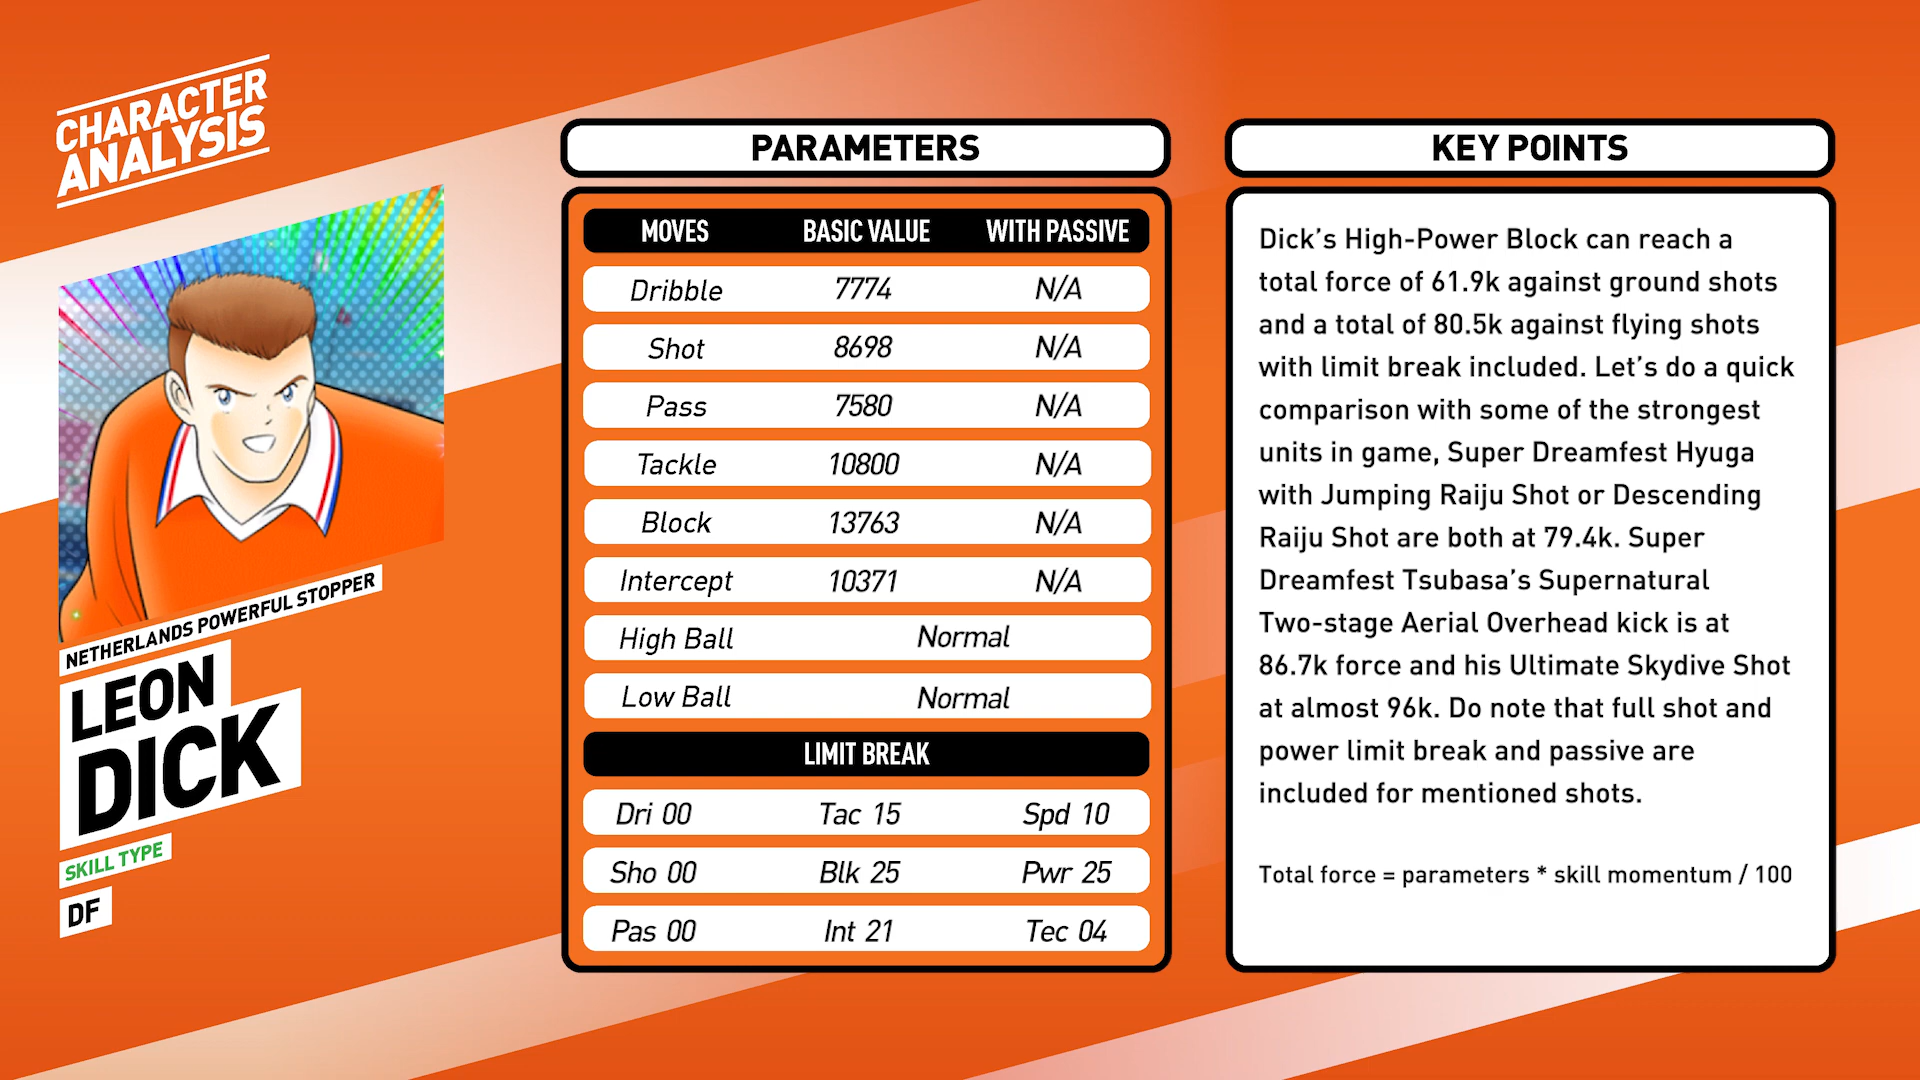 CHARACTER
ANALYSIS
NETHERLANDS POWERFUL STOPPER
LEON
DICK
SKILL TYPE
DF
PARAMETERS
MOVES BASIC VALUE WITH PASSIVE
Dribble 7774 N/A
Shot 8698 N/A
Pass 7580 N/A
Tackle 10800 N/A
Block 13763 N/A
Intercept 10371 N/A
High Ball Normal
Low Ball Normal
LIMIT BREAK
Dri 00 Tac 15 Spd 10
Sho 00 Blk 25 Pwr 25
Pas 00 Int 21 Tec 04
KEY POINTS
Dick's High-Power Block can reach a
total force of 61.9k against ground shots
and a total of 80.5k against flying shots
with limit break included. Let's do a quick
comparison with some of the strongest
units in game, Super Dreamfest Hyuga
with Jumping Raiju Shot or Descending
Raiju Shot are both at 79.4k. Super
Dreamfest Tsubasa's Supernatural
Two-stage Aerial Overhead kick is at
86.7k force and his Ultimate Skydive Shot
at almost 96k. Do note that full shot and
power limit break and passive are
included for mentioned shots.
Total force = parameters * skill momentum / 100